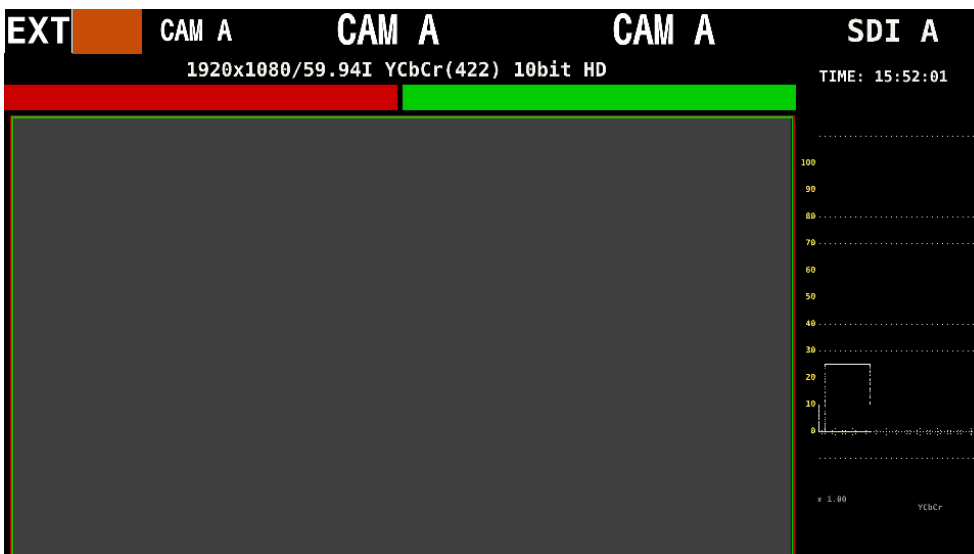 EXT CAM A CAM A CAM A SDI A
1920x1080/59.94I YCbCr(422) 10bit HD
TIME: 15:52:01
100
90
80
70
60
50
40
30
20
10
0
x 1.00
YCbCr